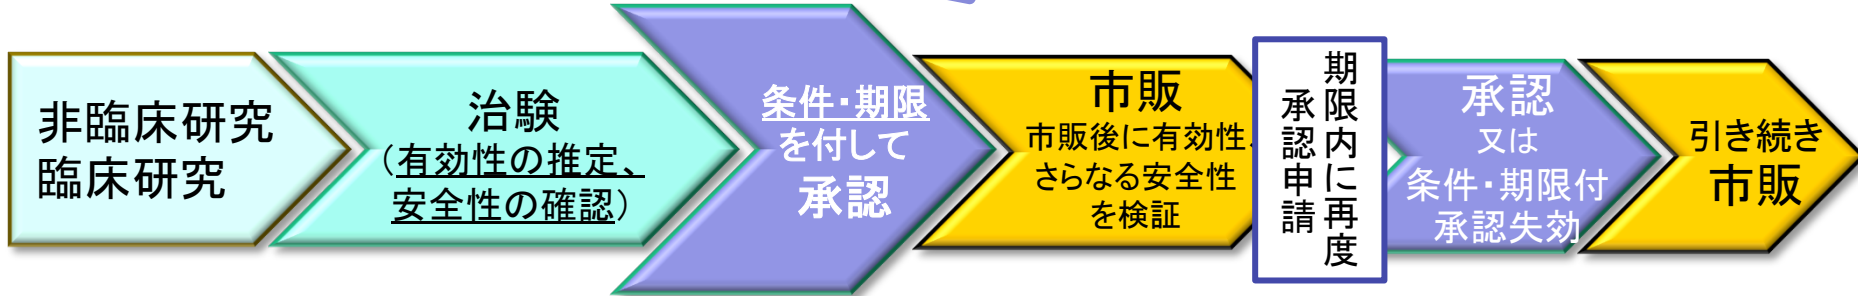 非臨床研究
臨床研究
治験
（有効性の推定、
安全性の確認）
条件・期限
を付して
承認
市販
市販後に有効性、
さらなる安全性
を検証
期限内に再度
承認申請
承認
又は
条件・期限付
承認失効
引き続き
市販